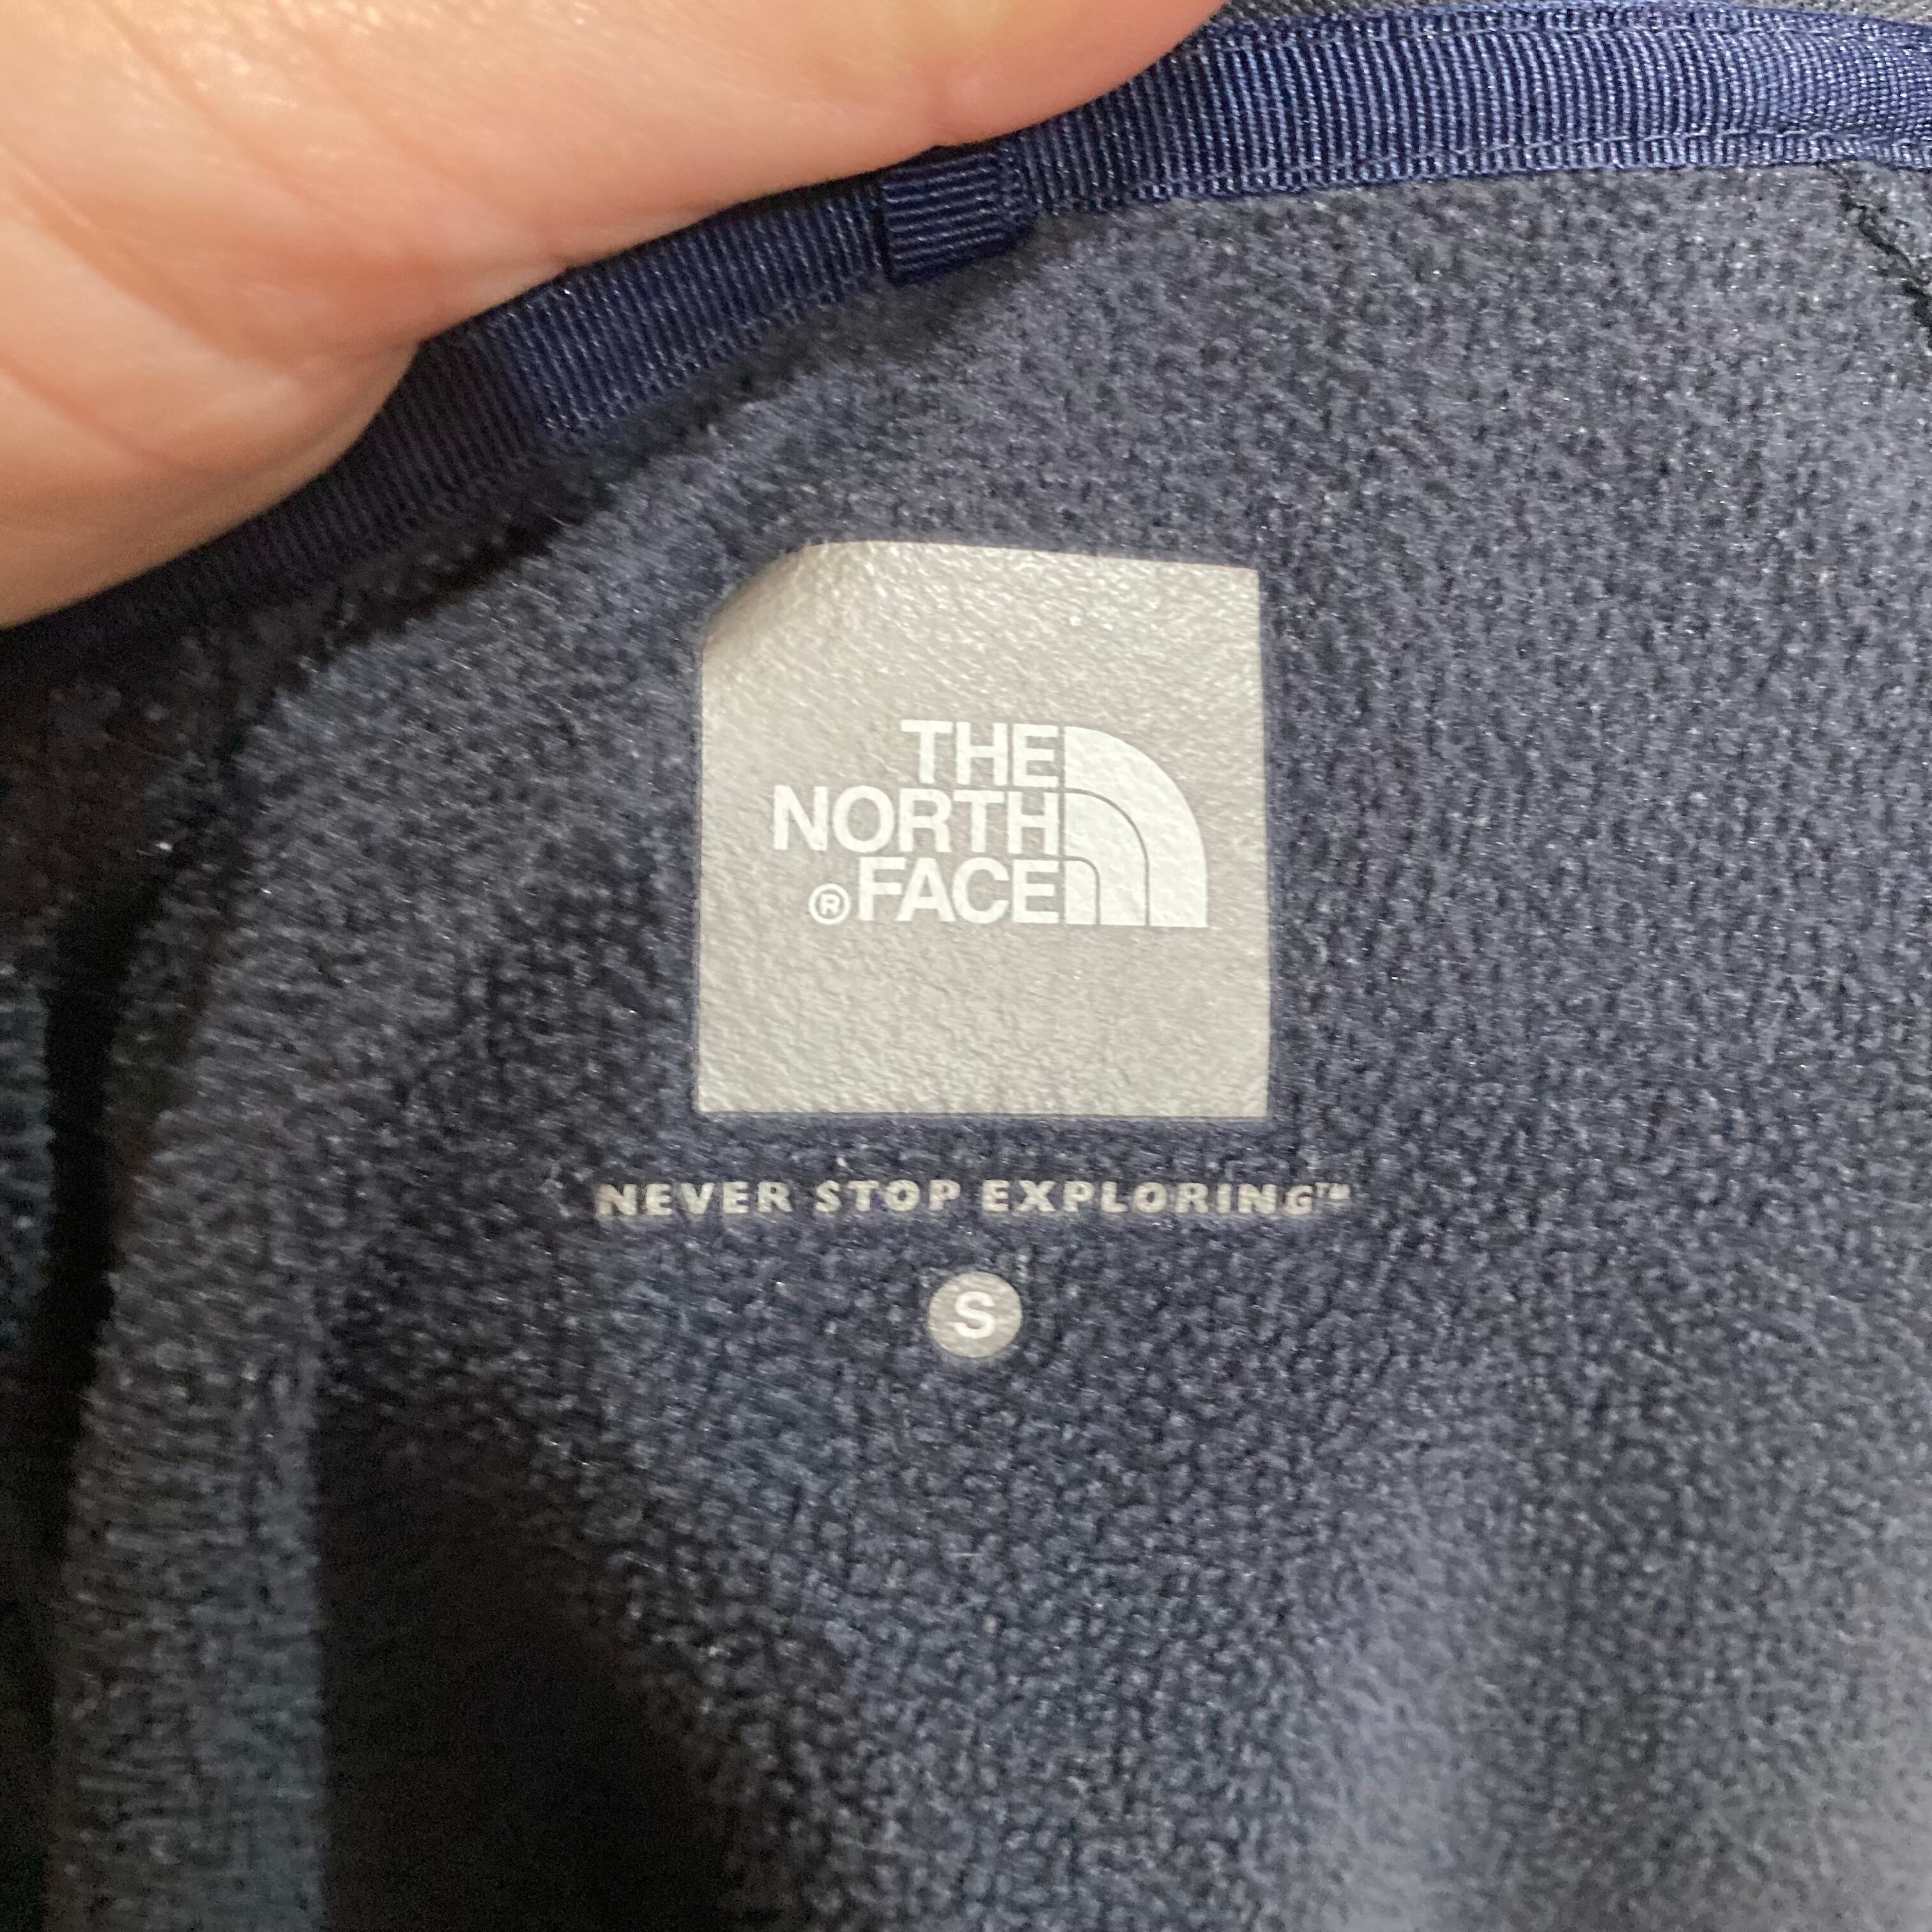 THE
NORTH
®FACE
NEVER STOP EXPLORING™
S